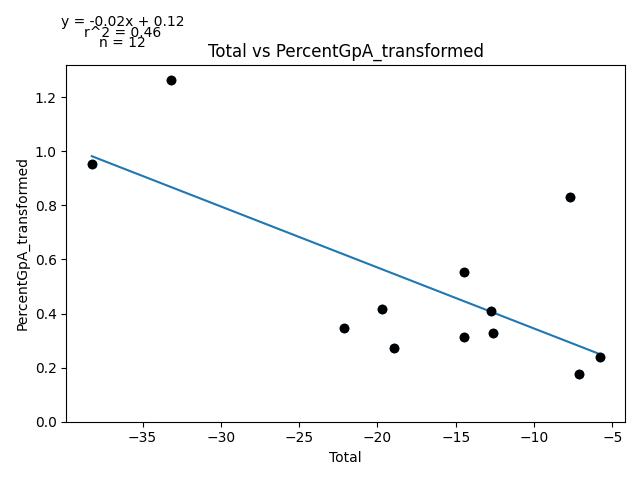 y = -0.02x + 0.12
r^2 = 0.46
n = 12
Total vs PercentGpA_transformed
1.2
1.0
0.8
0.6
0.4
0.2
0.0
PercentGpA_transformed
−35
−30
−25
−20
−15
−10
−5
Total